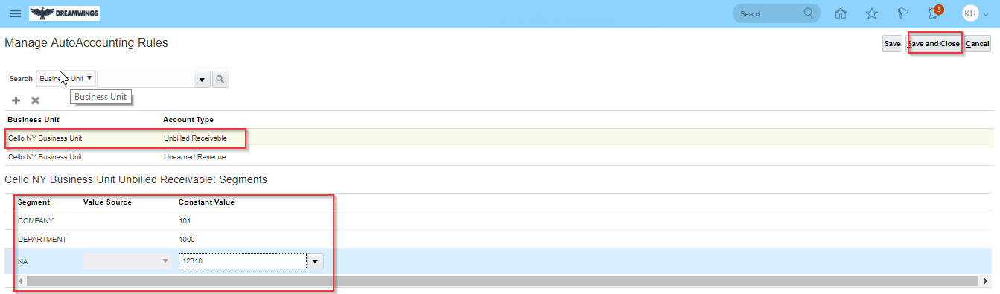 DREAMWINGS Search 3 KU
Manage AutoAccounting Rules Save Save and Close Cancel
Search Business Unit
Business Unit
Business Unit Account Type
Cello NY Business Unit Unbilled Receivable
Cello NY Business Unit Unearned Revenue
Cello NY Business Unit Unbilled Receivable: Segments
Segment Value Source Constant Value
COMPANY 101
DEPARTMENT 1000
NA 12310